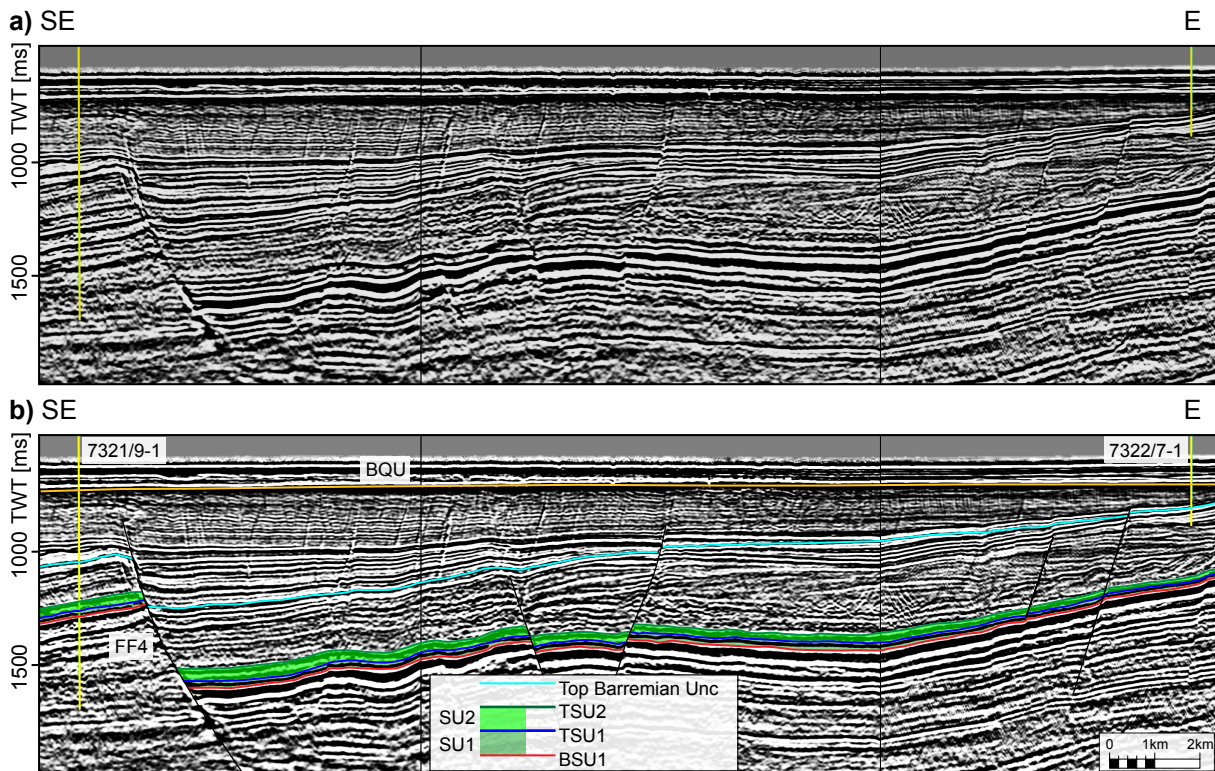 a) SE
E
TWT [ms]
1000
1500
b) SE
E
TWT [ms]
1000
1500
7321/9-1
BQU
7322/7-1
FF4
Top Barremian Unc
SU2
TSU2
SU1
TSU1
BSU1
0 1km 2km